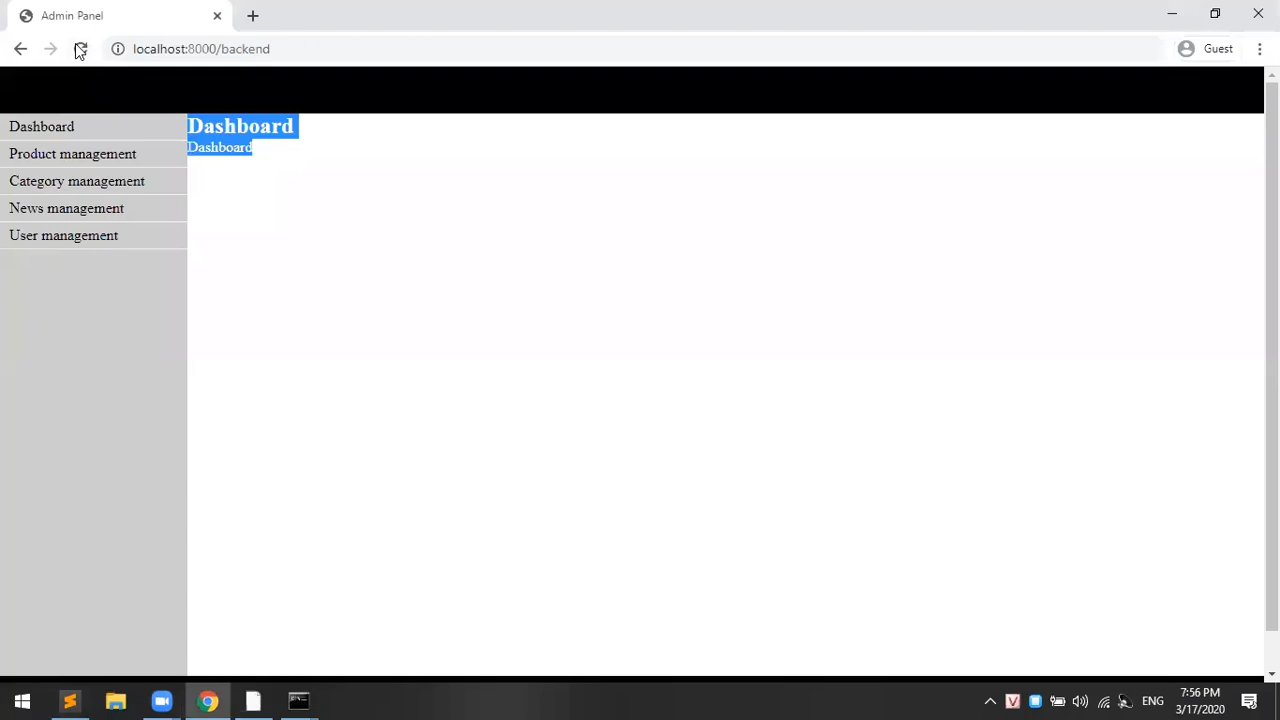 Admin Panel
localhost:8000/backend
Guest
Dashboard
Product management
Category management
News management
User management
Dashboard
Dashboard
V
ENG
7:56 PM
3/17/2020